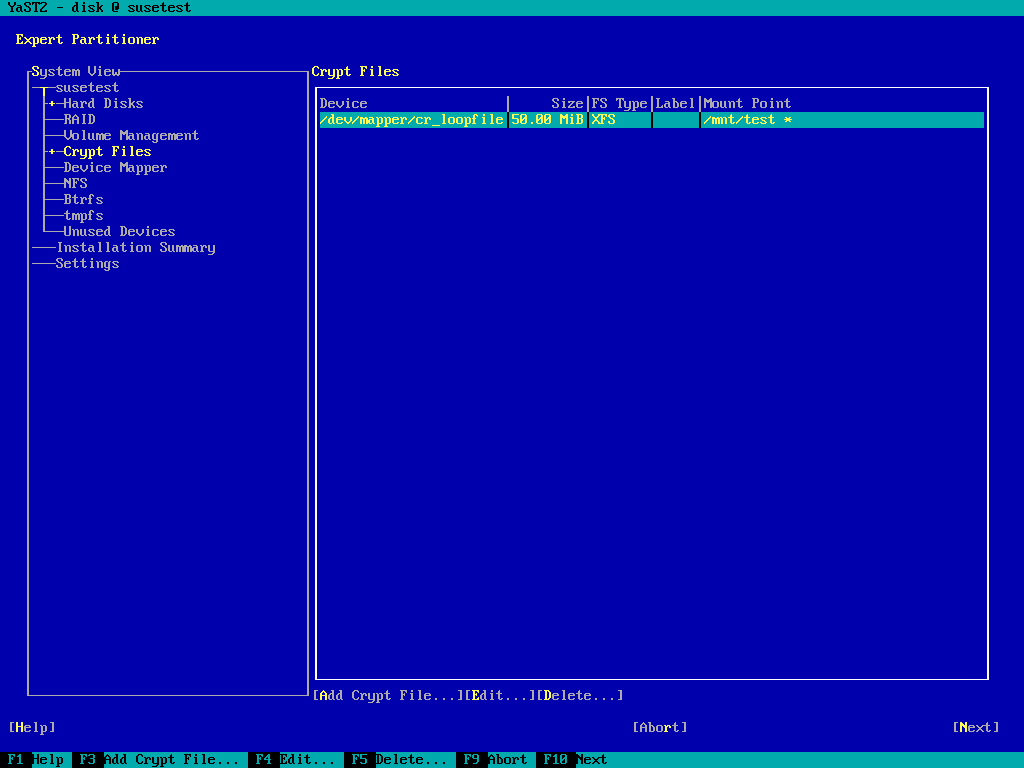 YaST2 - disk @ susetest
Expert Partitioner
System View
susetest
+ Hard Disks
RAID
Volume Management
+ Crypt Files
Device Mapper
NFS
Btrfs
tmpfs
Unused Devices
Installation Summary
Settings
Crypt Files
Device | Size|FS Type|Label|Mount Point
/dev/mapper/cr_loopfile|50.00 MiB|XFS | |/mnt/test *
[Add Crypt File...][Edit...][Delete...]
[Help] [Abort] [Next]
F1 Help F3 Add Crypt File... F4 Edit... F5 Delete... F9 Abort F10 Next